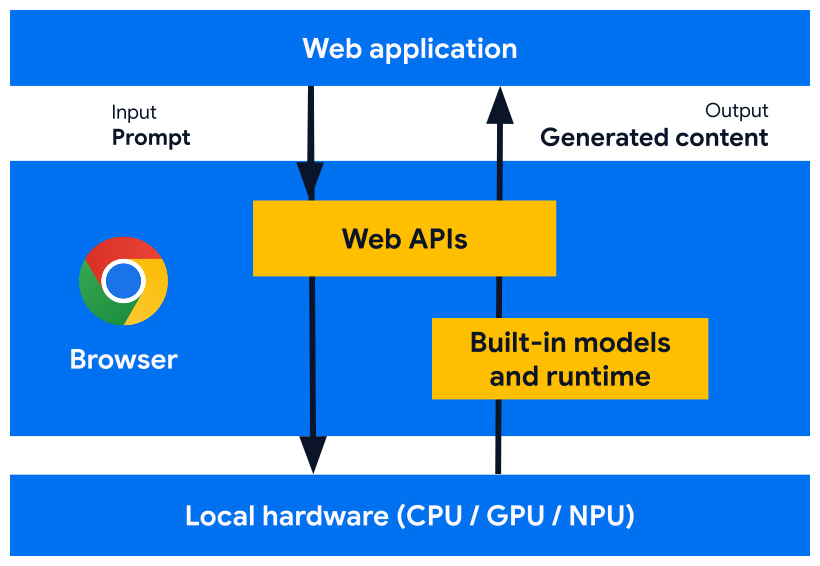 Web application
Input
Prompt
Output
Generated content
Web APIs
Browser
Built-in models
and runtime
Local hardware (CPU / GPU / NPU)